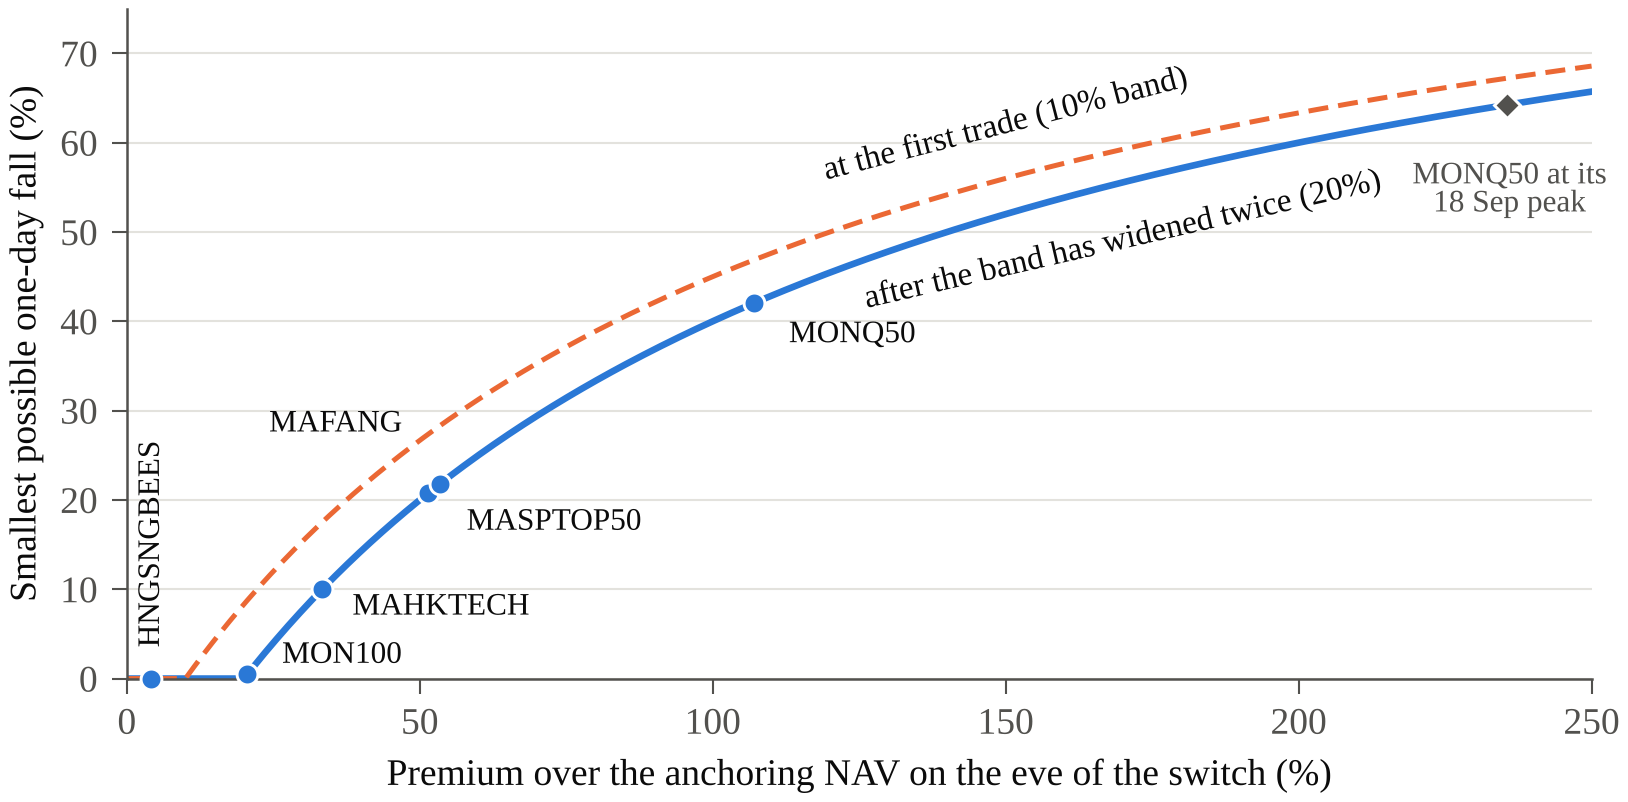 Smallest possible one-day fall (%)
70
60
50
40
30
20
10
0
at the first trade (10% band)
after the band has widened twice (20%)
MONQ50 at its
18 Sep peak
MONQ50
MAFANG
MASPTOP50
HNGSNGBEES
MAHKTECH
MON100
0
50
100
150
200
250
Premium over the anchoring NAV on the eve of the switch (%)